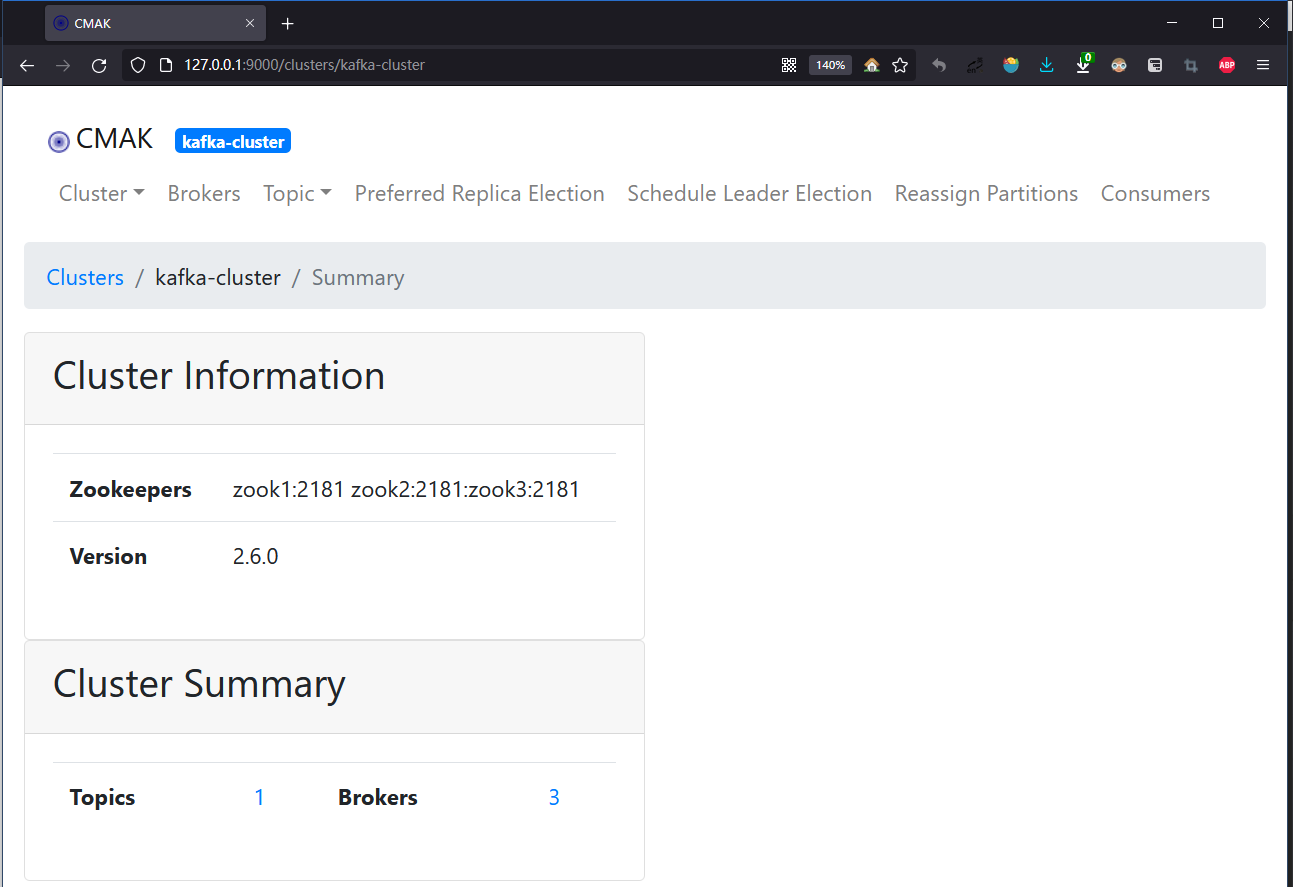 CMAK
127.0.0.1:9000/clusters/kafka-cluster
140%
0
ABP
CMAK kafka-cluster
Cluster Brokers Topic Preferred Replica Election Schedule Leader Election Reassign Partitions Consumers
Clusters / kafka-cluster / Summary
Cluster Information
Zookeepers zook1:2181 zook2:2181:zook3:2181
Version 2.6.0
Cluster Summary
Topics 1 Brokers 3